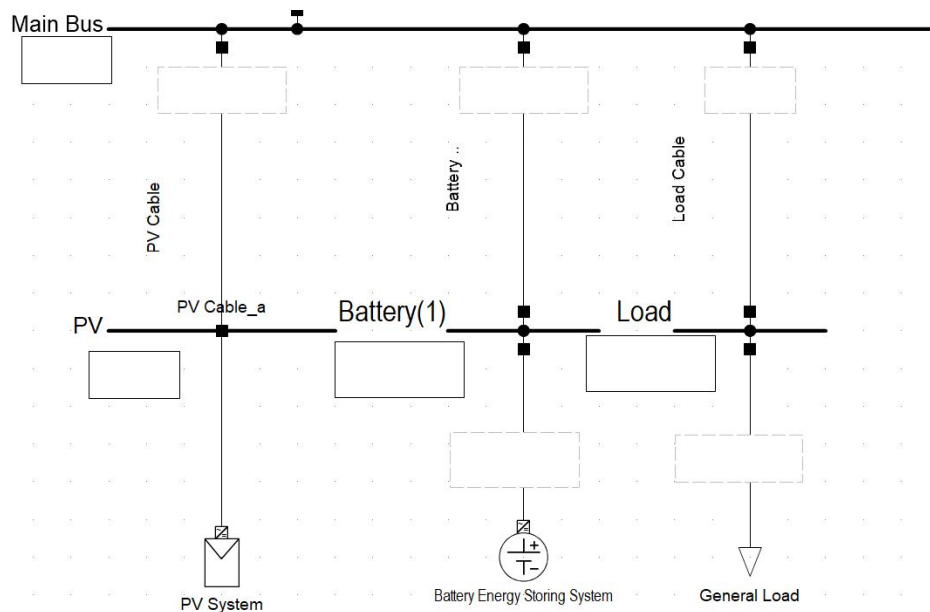 Main Bus
PV Cable
Battery ..
Load Cable
PV Cable_a
PV
Battery(1)
Load
PV System
Battery Energy Storing System
General Load